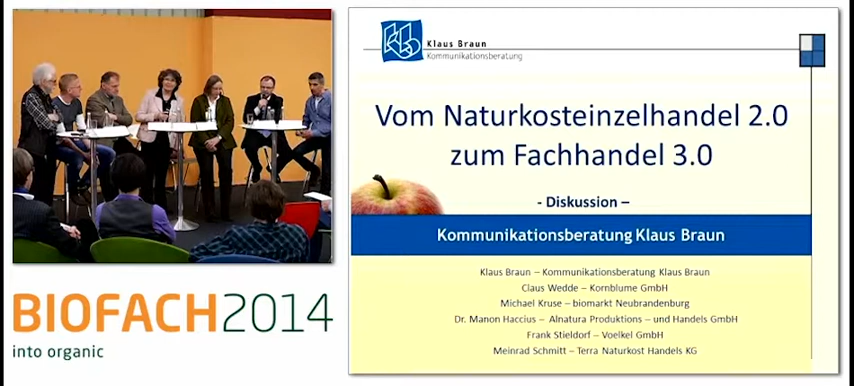 BIOFACH2014
into organic
Klaus Braun
Kommunikationsberatung
Vom Naturkosteinzelhandel 2.0
zum Fachhandel 3.0
- Diskussion –
Kommunikationsberatung Klaus Braun
Klaus Braun – Kommunikationsberatung Klaus Braun
Claus Wedde – Kornblume GmbH
Michael Kruse – biomarkt Neubrandenburg
Dr. Manon Haccius – Alnatura Produktions – und Handels GmbH
Frank Stieldorf – Voelkel GmbH
Meinrad Schmitt – Terra Naturkost Handels KG